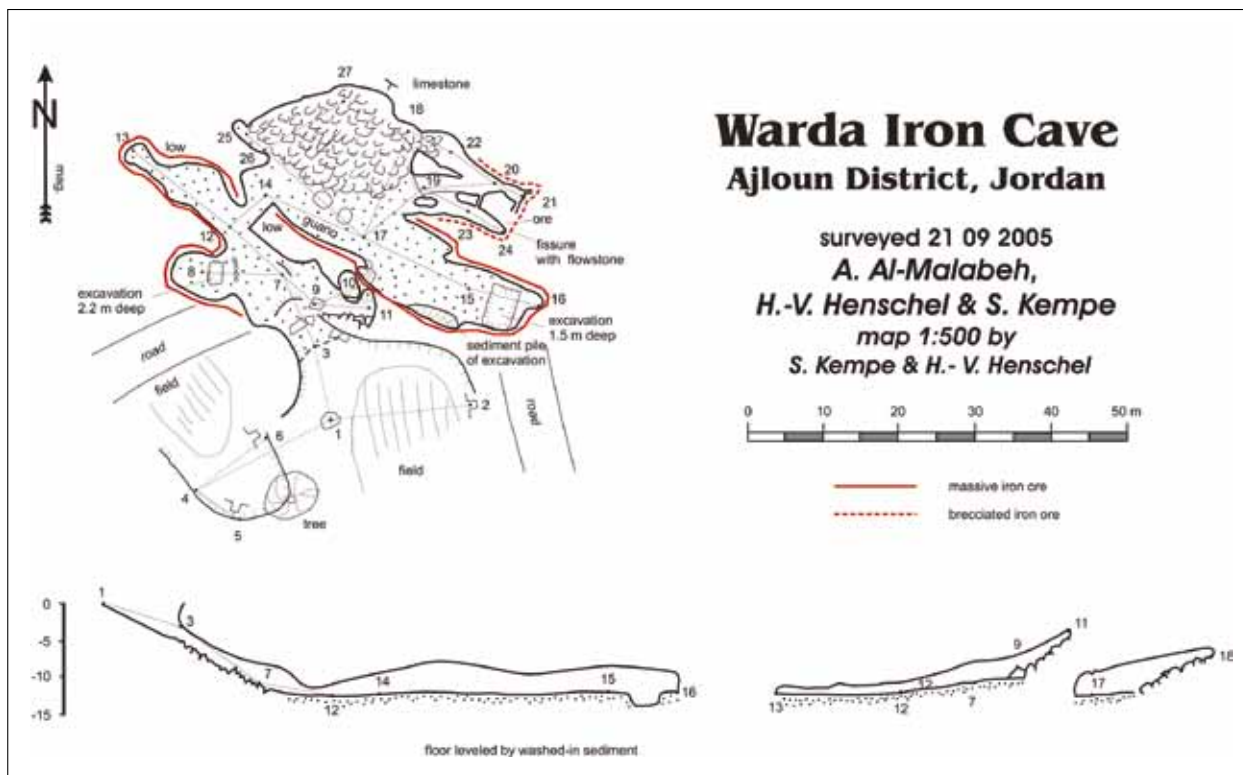 Warda Iron Cave
Ajloun District, Jordan
surveyed 21 09 2005
A. Al-Malabeh,
H.-V. Henschel & S. Kempe
map 1:500 by
S. Kempe & H.- V. Henschel
0 10 20 30 40 50 m
massive iron ore
brecciated iron ore
N
mag.
27
limestone
18
13
low
25
22
26
20
14
19
21
ore
guano
low
17
23
24
fissure
with flowstone
12
8
7
10
9
15
16
excavation
2.2 m deep
11
excavation
1.5 m deep
sediment pile
of excavation
3
road
field
2
road
1
6
field
4
tree
5
1
0
3
-5
7
14
15
-10
12
16
-15
11
9
18
12
17
13
12
7
floor leveled by washed-in sediment